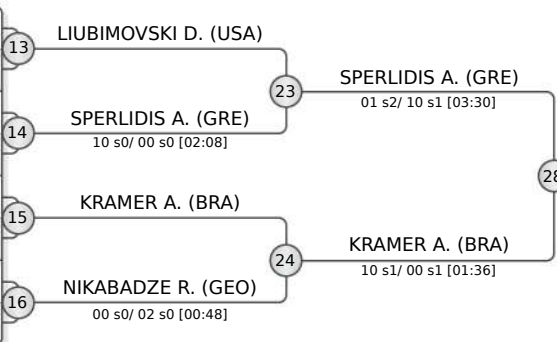 LIUBIMOVSKI D. (USA)
13
SPERLIDIS A. (GRE)
23
01 s2/ 10 s1 [03:30]
SPERLIDIS A. (GRE)
14
10 s0/ 00 s0 [02:08]
28
KRAMER A. (BRA)
15
KRAMER A. (BRA)
24
10 s1/ 00 s1 [01:36]
NIKABADZE R. (GEO)
16
00 s0/ 02 s0 [00:48]